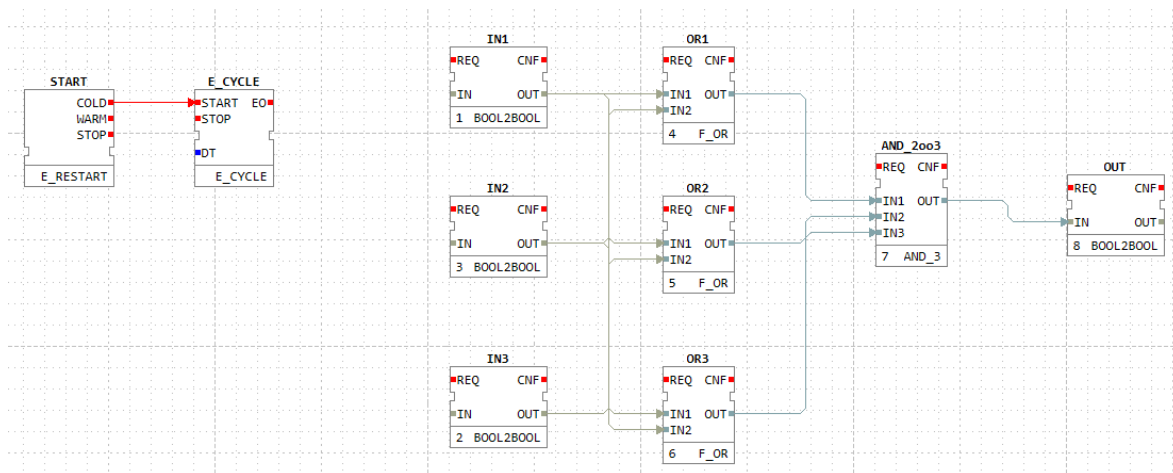 START
COLD
WARM
STOP
E_RESTART
E_CYCLE
START EO
STOP
DT
E_CYCLE
IN1
REQ CNF
IN OUT
1 BOOL2BOOL
IN2
REQ CNF
IN OUT
3 BOOL2BOOL
IN3
REQ CNF
IN OUT
2 BOOL2BOOL
OR1
REQ CNF
IN1 OUT
IN2
4 F_OR
OR2
REQ CNF
IN1 OUT
IN2
5 F_OR
OR3
REQ CNF
IN1 OUT
IN2
6 F_OR
AND_2oo3
REQ CNF
IN1 OUT
IN2
IN3
7 AND_3
OUT
REQ CNF
IN OUT
8 BOOL2BOOL